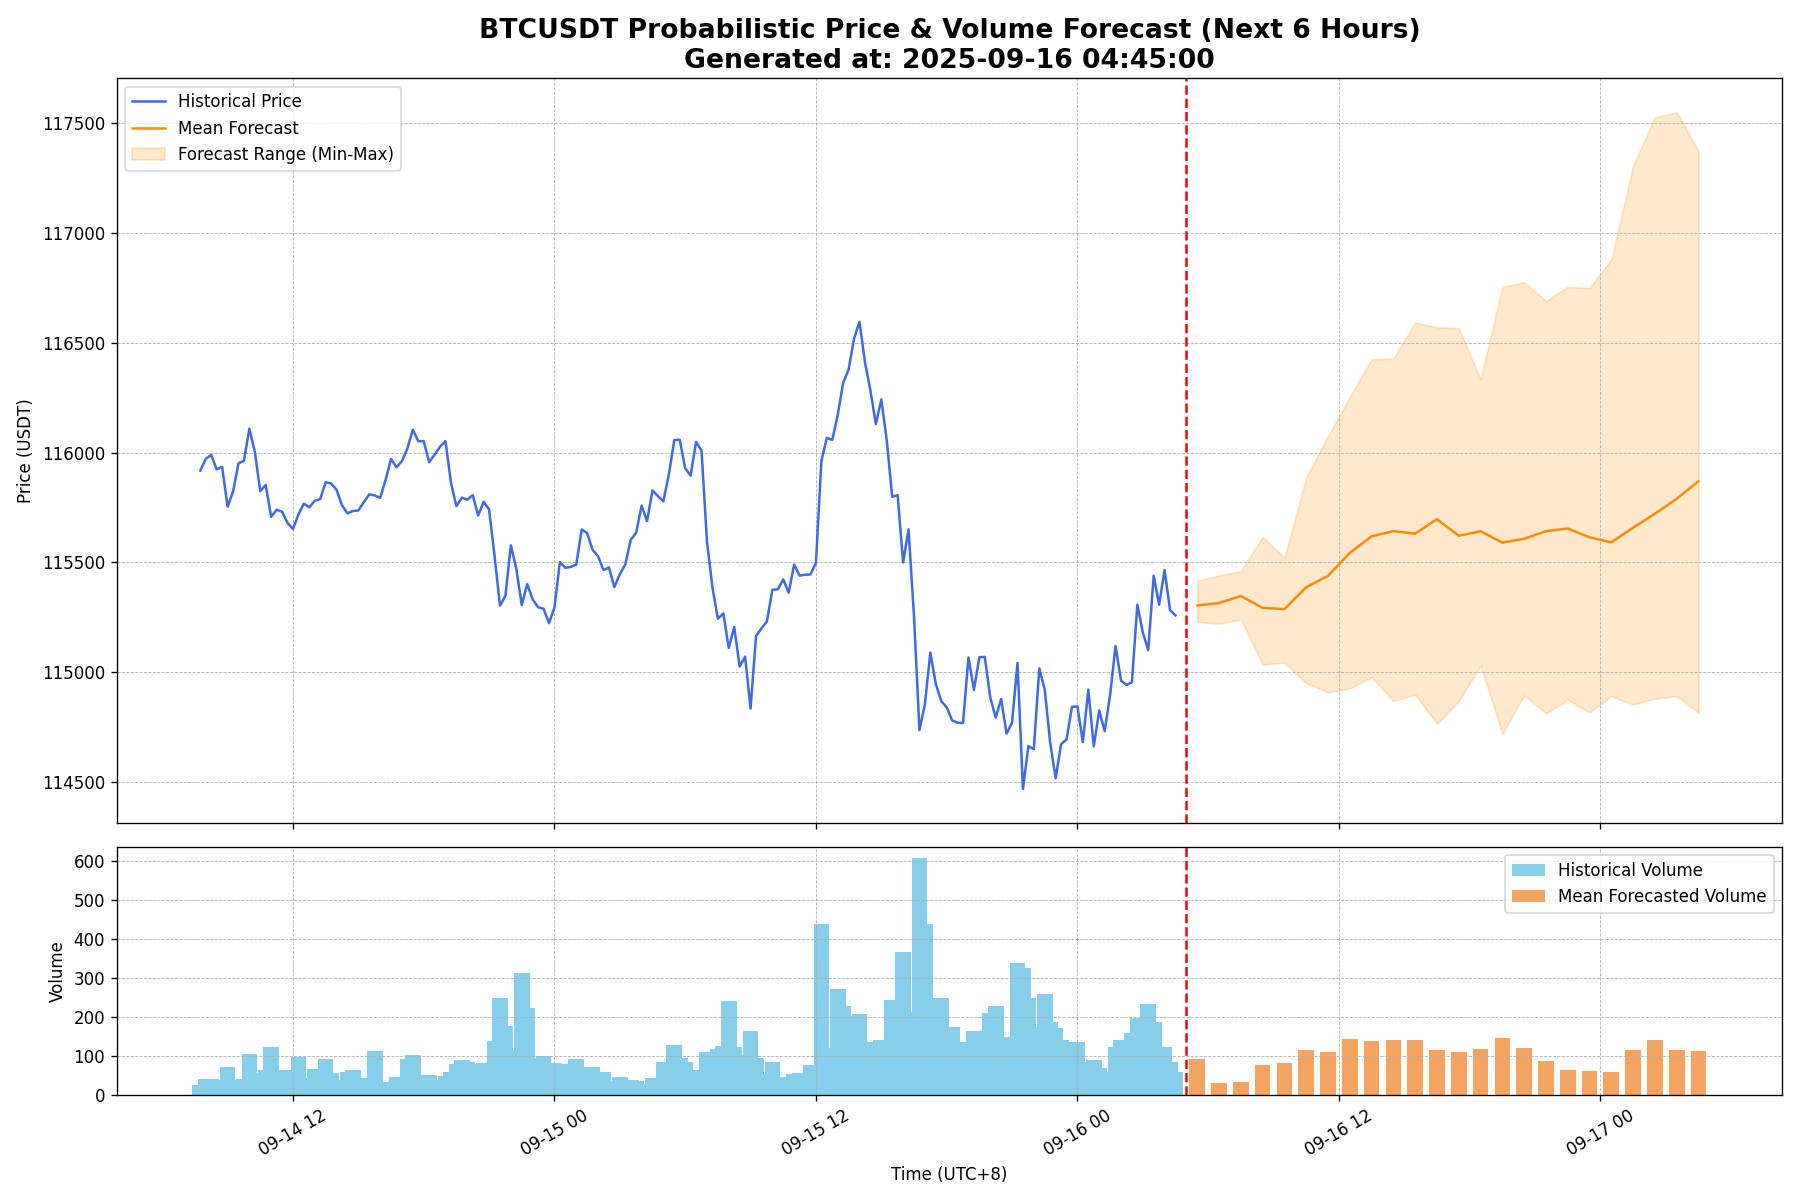 BTCUSDT Probabilistic Price & Volume Forecast (Next 6 Hours)
Generated at: 2025-09-16 04:45:00
Historical Price
Mean Forecast
Forecast Range (Min-Max)
117500
117000
116500
116000
115500
115000
114500
Price (USDT)
Historical Volume
Mean Forecasted Volume
600
500
400
300
200
100
0
Volume
09-14 12
09-15 00
09-15 12
09-16 00
09-16 12
09-17 00
Time (UTC+8)